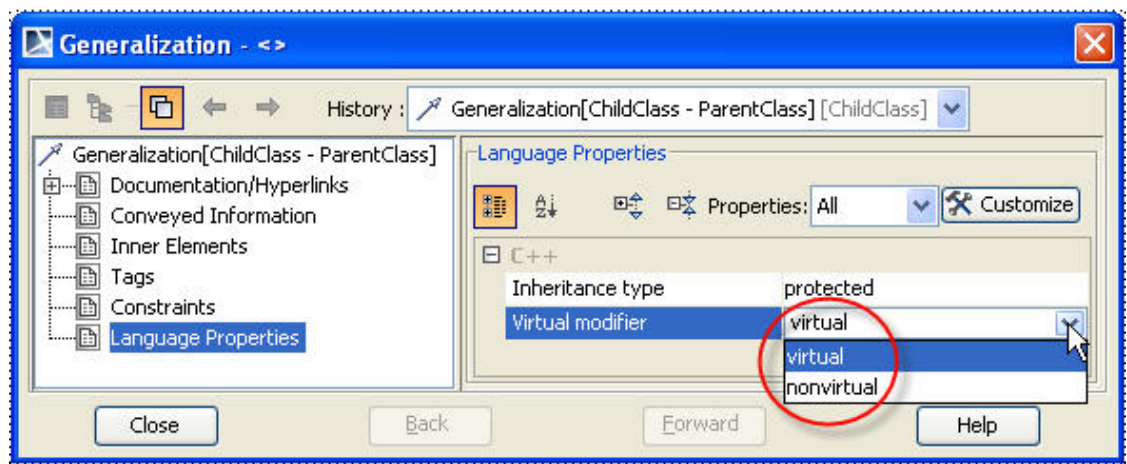 Generalization - <>
History : Generalization[ChildClass - ParentClass] [ChildClass]
Generalization[ChildClass - ParentClass]
Documentation/Hyperlinks
Conveyed Information
Inner Elements
Tags
Constraints
Language Properties
Language Properties
Properties: All Customize
C++
Inheritance type protected
Virtual modifier virtual
virtual
nonvirtual
Close Back Forward Help